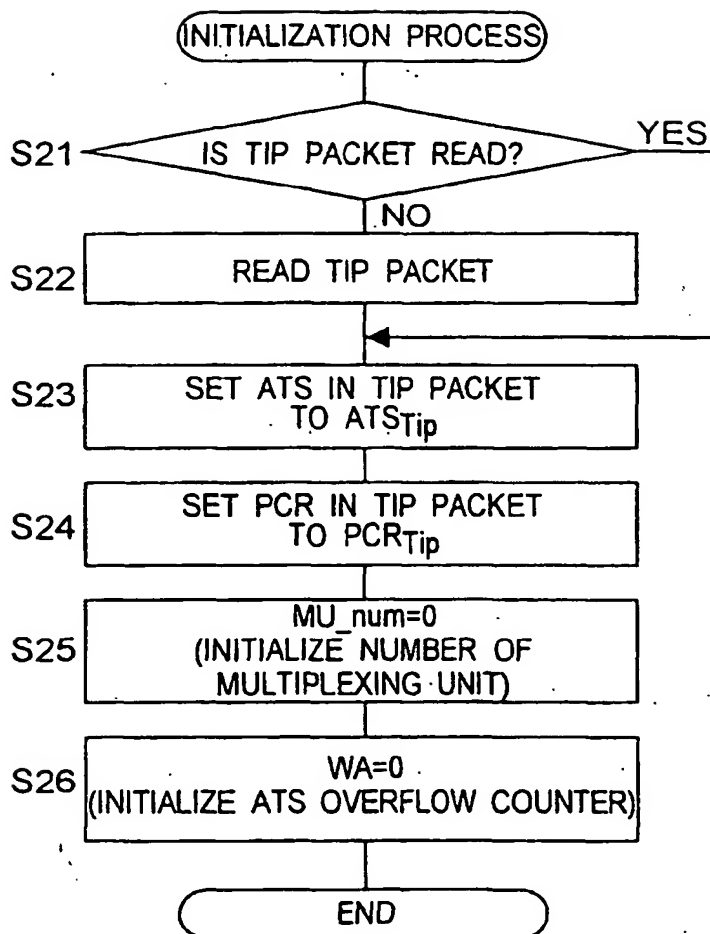 INITIALIZATION PROCESS
S21
IS TIP PACKET READ?
YES
NO
S22
READ TIP PACKET
S23
SET ATS IN TIP PACKET
TO ATSTip
S24
SET PCR IN TIP PACKET
TO PCRTip
S25
MU_num=0
(INITIALIZE NUMBER OF
MULTIPLEXING UNIT)
S26
WA=0
(INITIALIZE ATS OVERFLOW COUNTER)
END